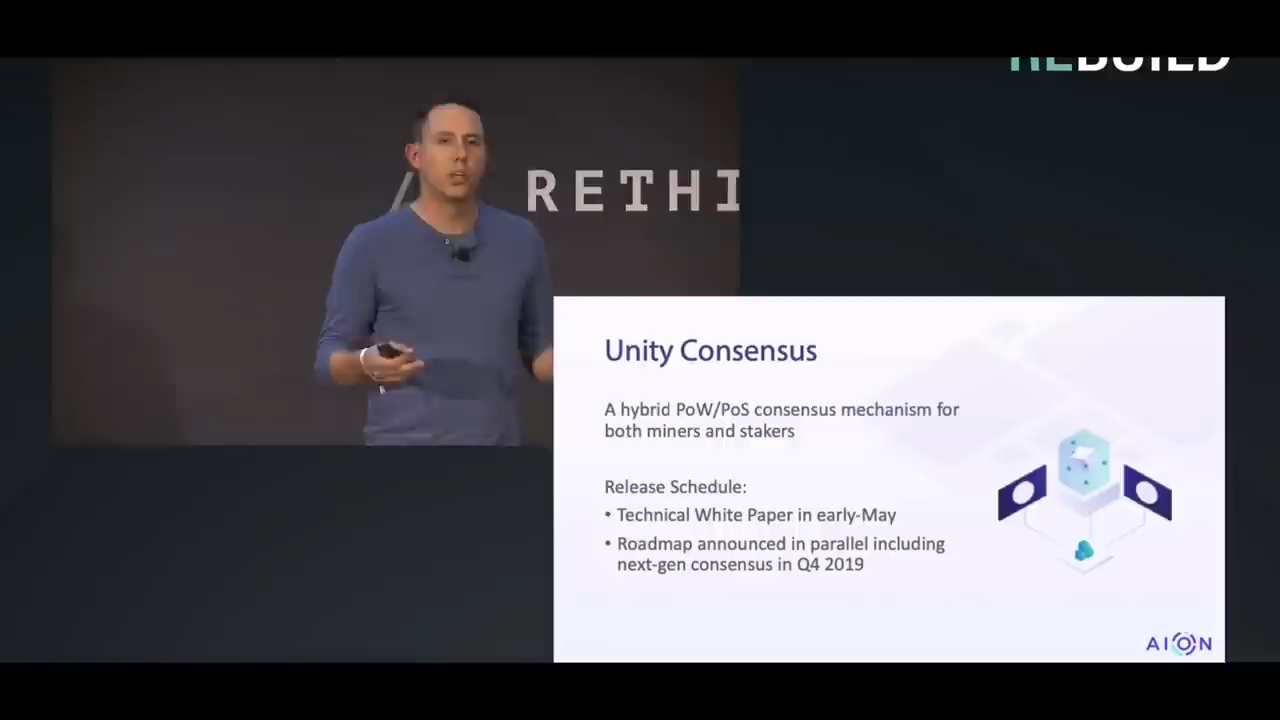 REBUILD
RETHI
Unity Consensus
A hybrid PoW/PoS consensus mechanism for
both miners and stakers
Release Schedule:
• Technical White Paper in early-May
• Roadmap announced in parallel including
next-gen consensus in Q4 2019
AION